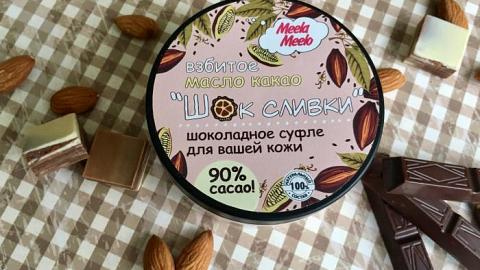 Meela
Meelo
взбитое
масло какао
"Шок сливки"
шоколадное суфле
для вашей кожи
90%
cacao!
100%